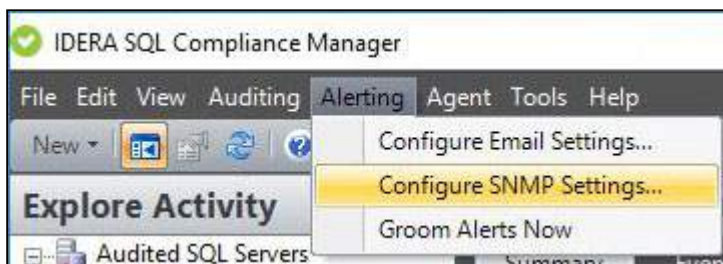 IDERA SQL Compliance Manager
File Edit View Auditing Alerting Agent Tools Help
New
Configure Email Settings...
Configure SNMP Settings...
Explore Activity
Groom Alerts Now
Audited SQL Servers
Summary